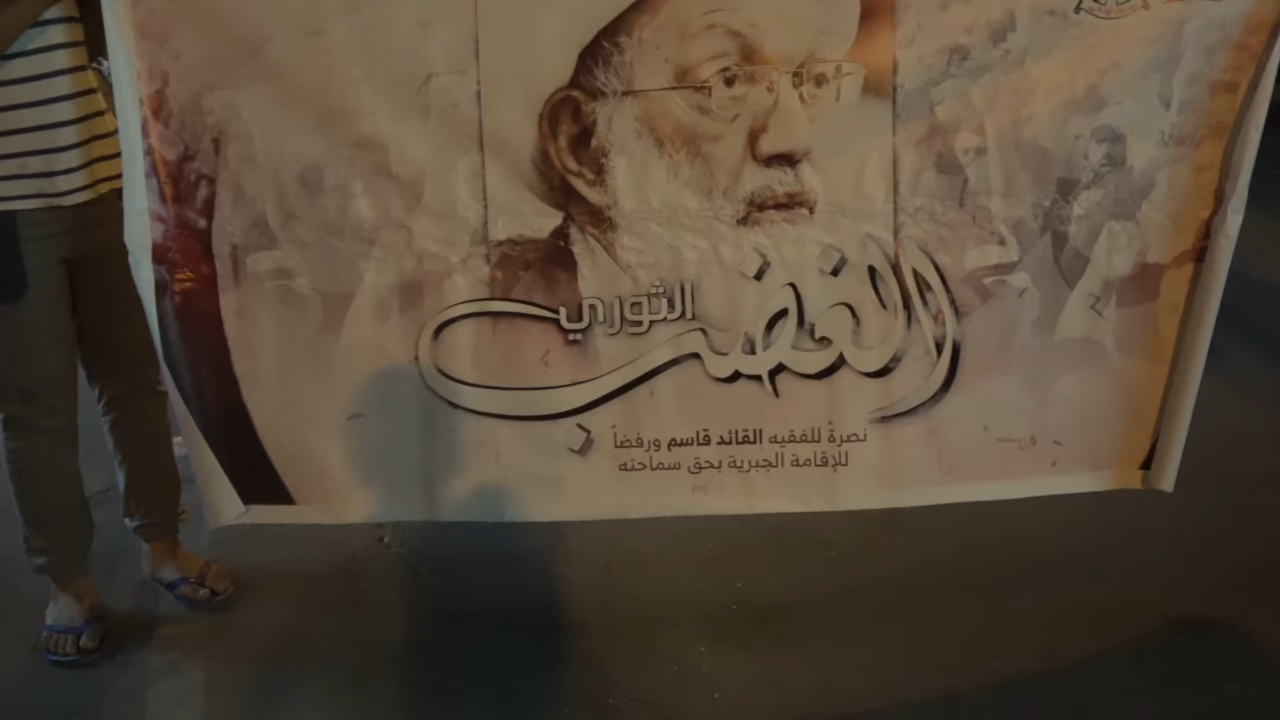 الغضب
الثوري
نصرةً للفقيه القائد قاسم ورفضاً
للإقامة الجبرية بحق سماحته